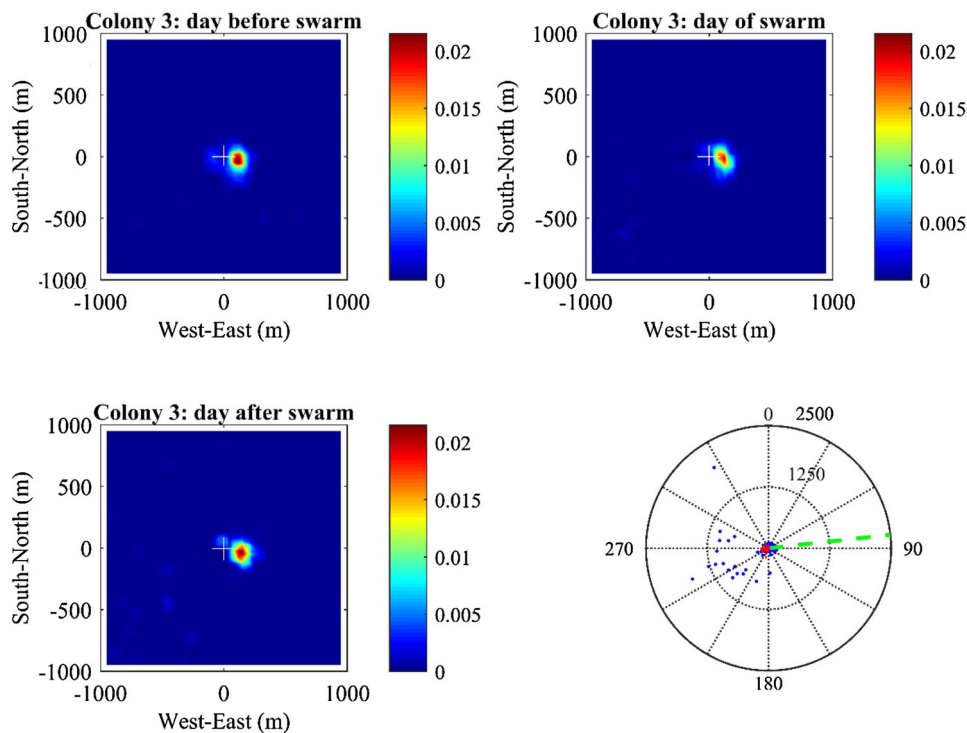 Colony 3: day before swarm
1000
500
0
-500
1000
South-North (m)
-1000 0 1000
West-East (m)
0.02
0.015
0.01
0.005
0
Colony 3: day of swarm
1000
500
0
-500
1000
South-North (m)
-1000 0 1000
West-East (m)
0.02
0.015
0.01
0.005
0
Colony 3: day after swarm
1000
500
0
-500
1000
South-North (m)
-1000 0 1000
West-East (m)
0.02
0.015
0.01
0.005
0
0 2500
1250
270 90
180